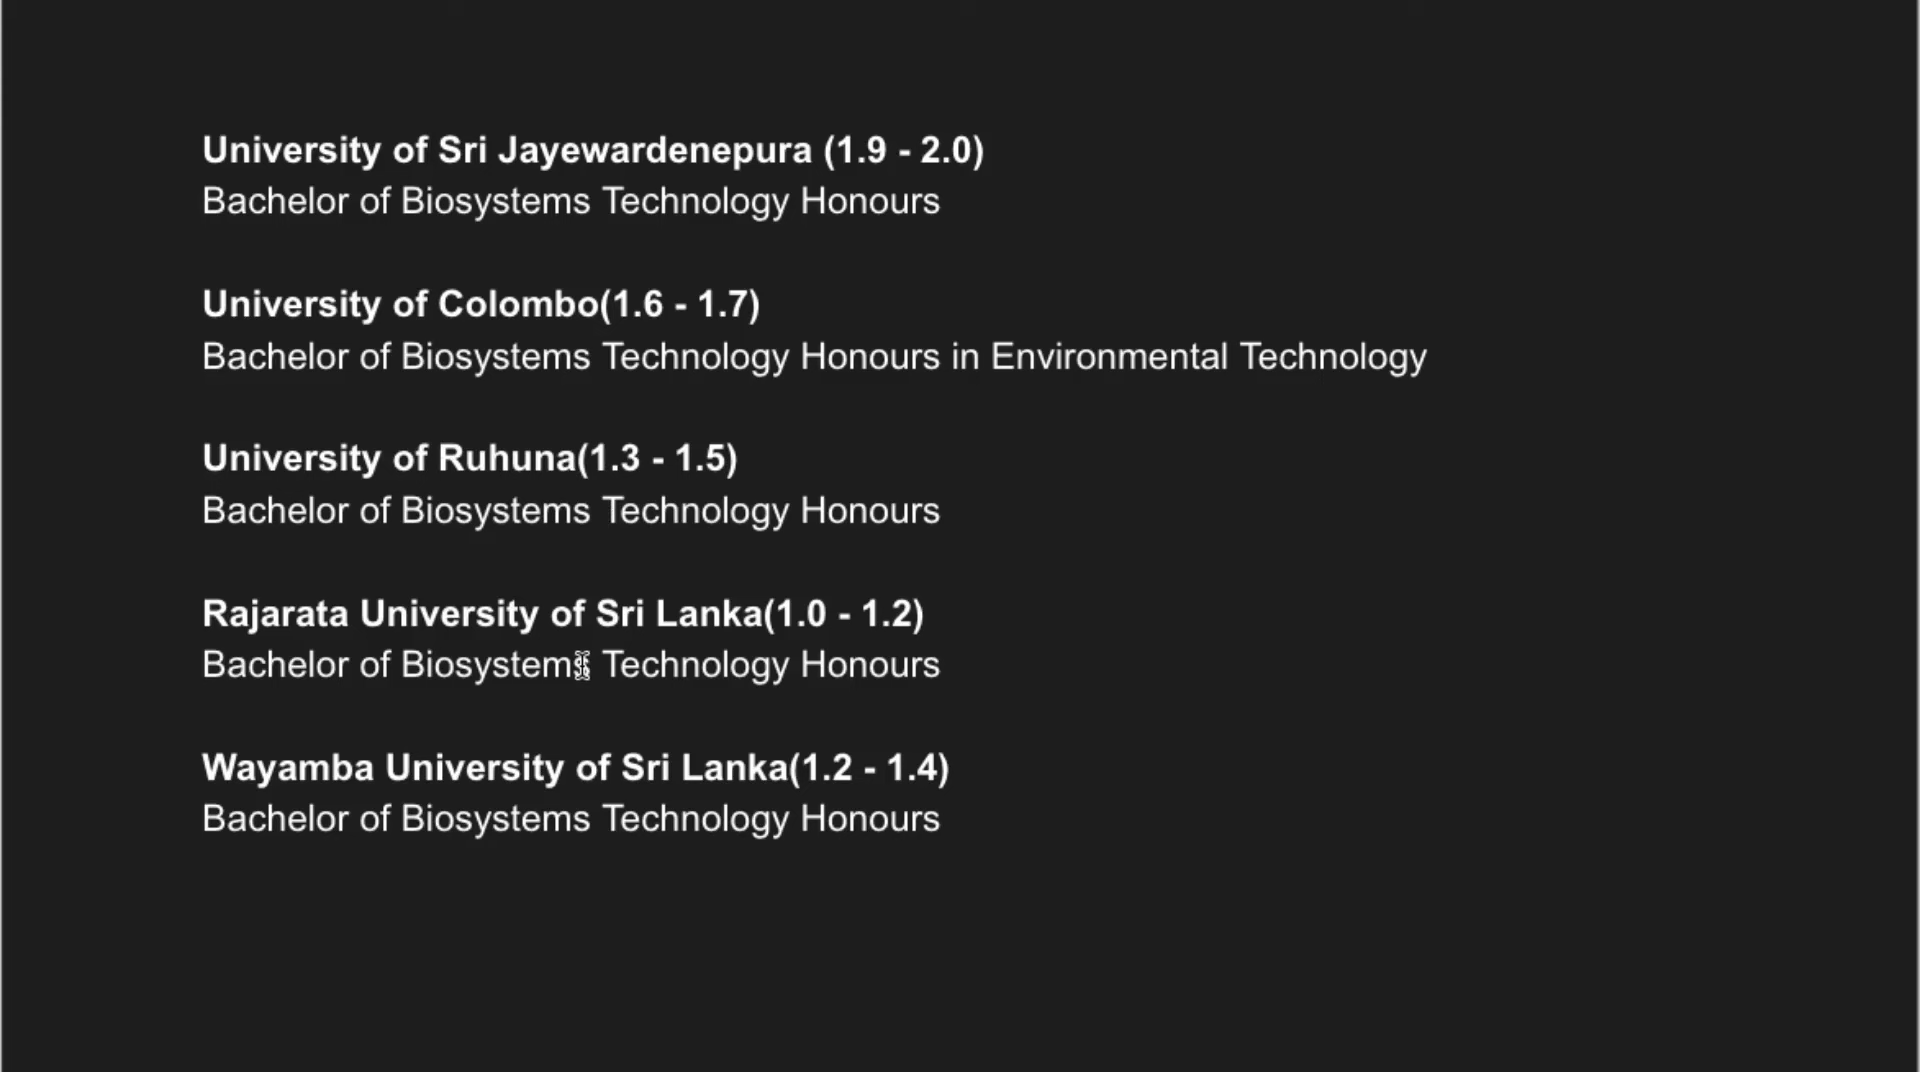 University of Sri Jayewardenepura (1.9 - 2.0)
Bachelor of Biosystems Technology Honours
University of Colombo(1.6 - 1.7)
Bachelor of Biosystems Technology Honours in Environmental Technology
University of Ruhuna(1.3 - 1.5)
Bachelor of Biosystems Technology Honours
Rajarata University of Sri Lanka(1.0 - 1.2)
Bachelor of Biosystems Technology Honours
Wayamba University of Sri Lanka(1.2 - 1.4)
Bachelor of Biosystems Technology Honours